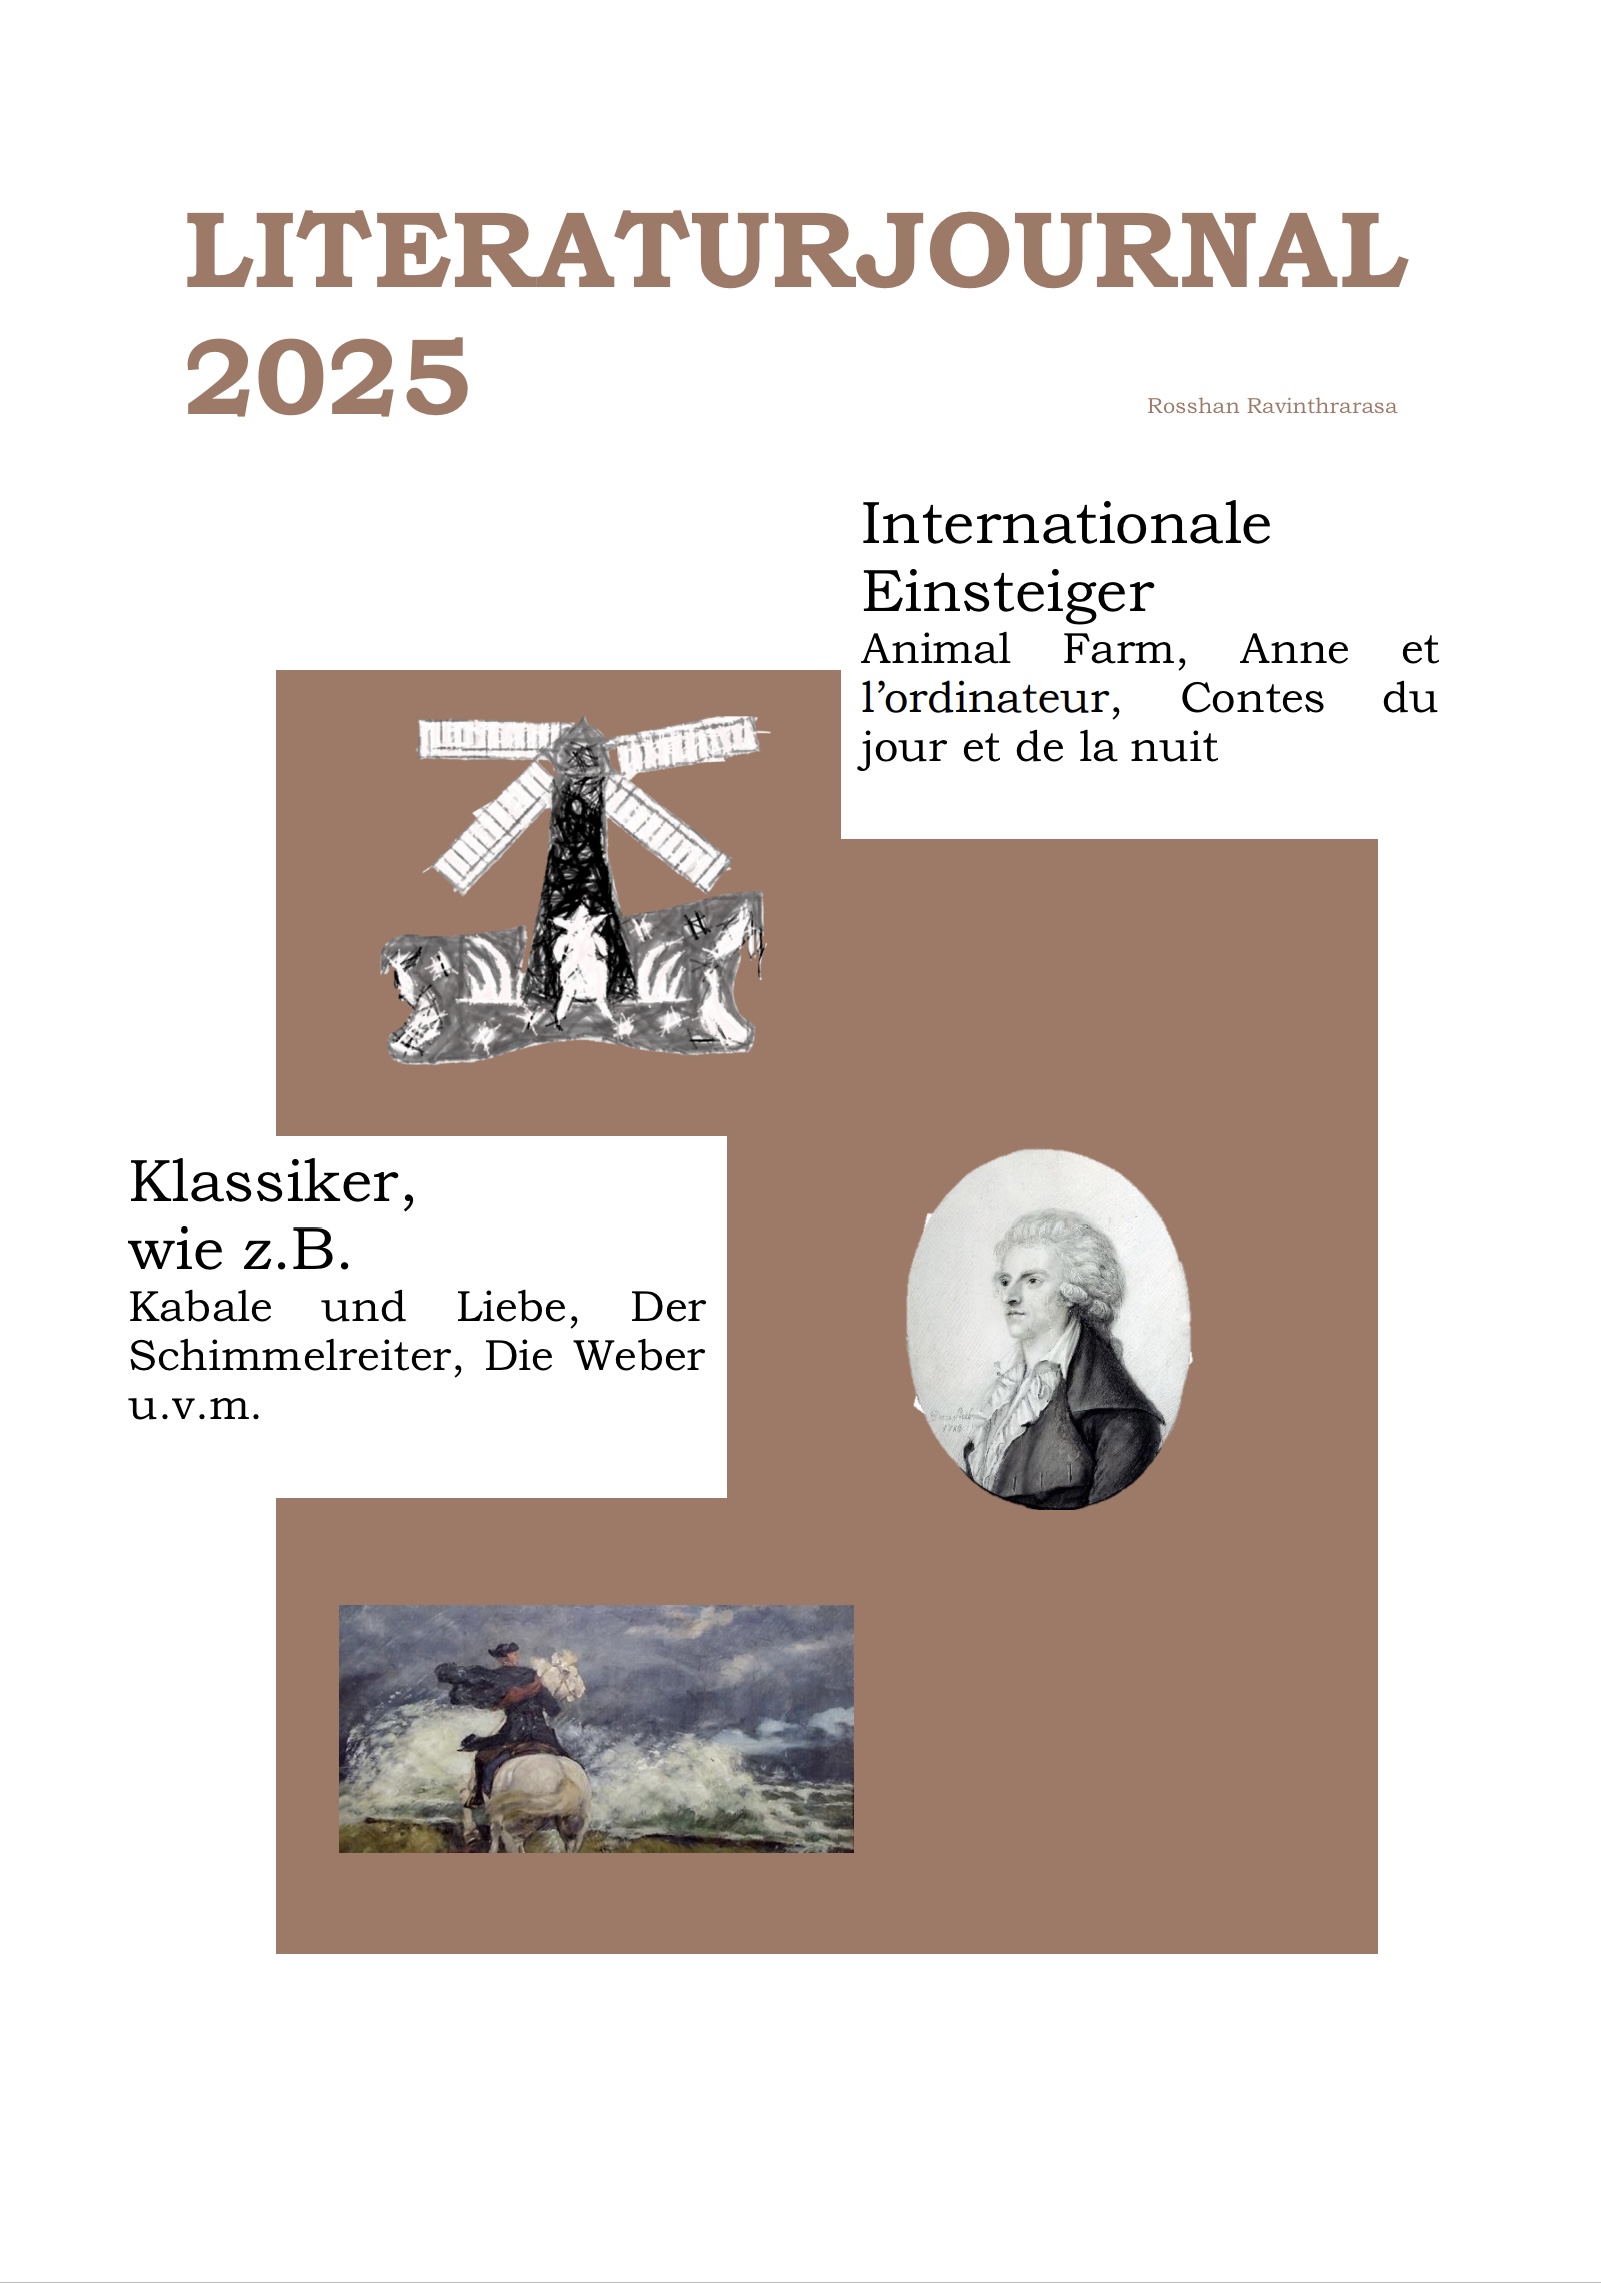 LITERATURJOURNAL
2025
Rosshan Ravinthrarasa
Internationale
Einsteiger
Animal Farm, Anne et
l’ordinateur, Contes du
jour et de la nuit
Klassiker,
wie z.B.
Kabale und Liebe, Der
Schimmelreiter, Die Weber
u.v.m.